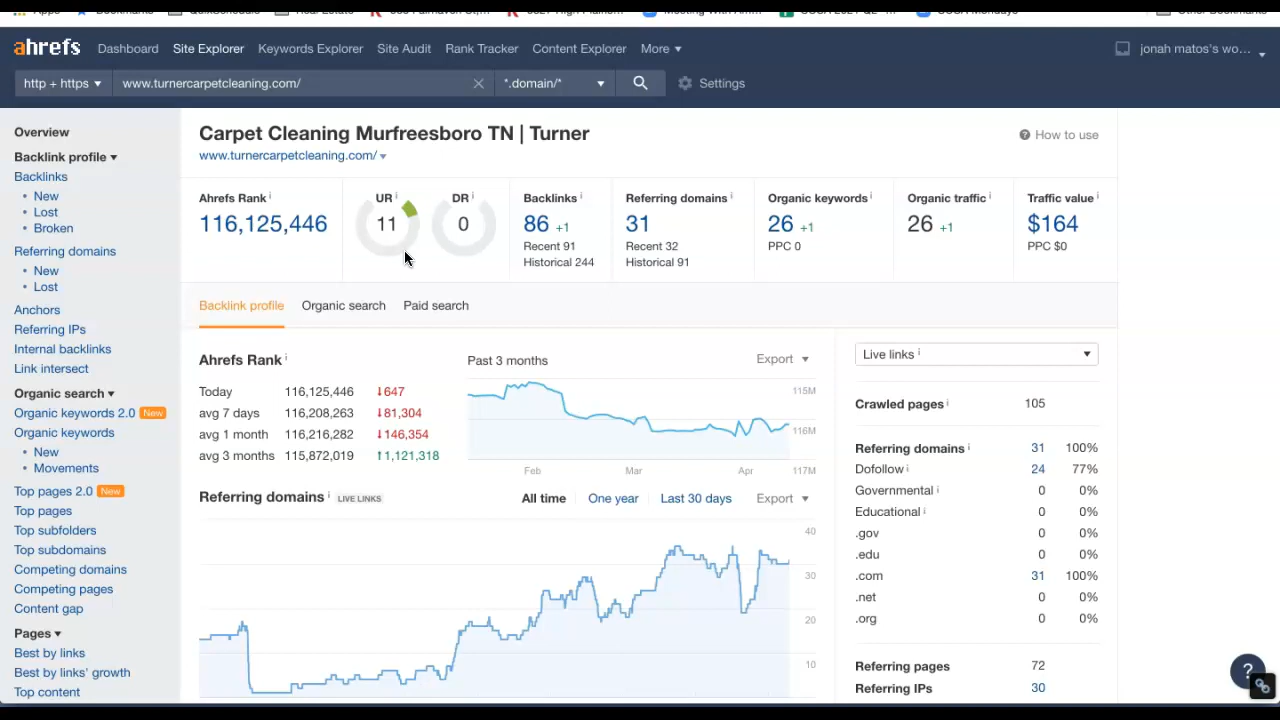 Bookmarks
ahrefs Dashboard Site Explorer Keywords Explorer Site Audit Rank Tracker Content Explorer More jonah matos's wo...
http + https www.turnercarpetcleaning.com/ *.domain/* Settings
Overview
Backlink profile
Backlinks
• New
• Lost
• Broken
Referring domains
• New
• Lost
Anchors
Referring IPs
Internal backlinks
Link intersect
Organic search
Organic keywords 2.0 New
Organic keywords
• New
• Movements
Top pages 2.0 New
Top pages
Top subfolders
Top subdomains
Competing domains
Competing pages
Content gap
Pages
Best by links
Best by links' growth
Top content
Carpet Cleaning Murfreesboro TN | Turner
How to use
www.turnercarpetcleaning.com/
Ahrefs Rank i
116,125,446
UR i
11
DR i
0
Backlinks i
86 +1
Recent 91
Historical 244
Referring domains i
31
Recent 32
Historical 91
Organic keywords i
26 +1
PPC 0
Organic traffic i
26 +1
Traffic value i
$164
PPC $0
Backlink profile Organic search Paid search
Ahrefs Rank i
Past 3 months Export
Today 116,125,446 ↓647
avg 7 days 116,208,263 ↓81,304
avg 1 month 116,216,282 ↓146,354
avg 3 months 115,872,019 ↑1,121,318
115M
116M
117M
Feb Mar Apr
Referring domains i LIVE LINKS
All time One year Last 30 days Export
40
30
20
10
Live links i
Crawled pages i 105
Referring domains i 31 100%
Dofollow i 24 77%
Governmental i 0 0%
Educational i 0 0%
.gov 0 0%
.edu 0 0%
.com 31 100%
.net 0 0%
.org 0 0%
Referring pages 72
Referring IPs 30
?